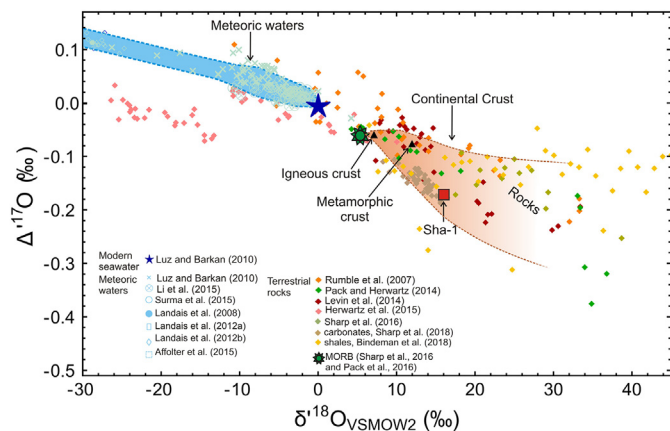 Meteoric waters
Continental Crust
Igneous crust
Metamorphic
crust
Sha-1
Rocks
0.1
0.0
-0.1
-0.2
-0.3
-0.4
-0.5
Δ'17O (‰)
-30
-20
-10
0
10
20
30
40
δ'18OVSMOW2 (‰)
Modern
seawater
Luz and Barkan (2010)
Meteoric
waters
Luz and Barkan (2010)
Li et al. (2015)
Surma et al. (2015)
Landais et al. (2008)
Landais et al. (2012a)
Landais et al. (2012b)
Affolter et al. (2015)
Terrestrial
rocks
Rumble et al. (2007)
Pack and Herwartz (2014)
Levin et al. (2014)
Herwartz et al. (2015)
Sharp et al. (2016)
carbonates, Sharp et al. (2018)
shales, Bindeman et al. (2018)
MORB (Sharp et al., 2016
and Pack et al., 2016)